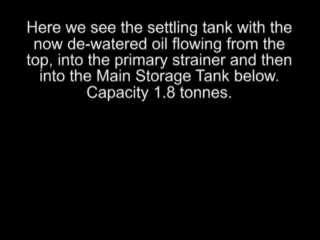 Here we see the settling tank with the
now de-watered oil flowing from the
top, into the primary strainer and then
into the Main Storage Tank below.
Capacity 1.8 tonnes.